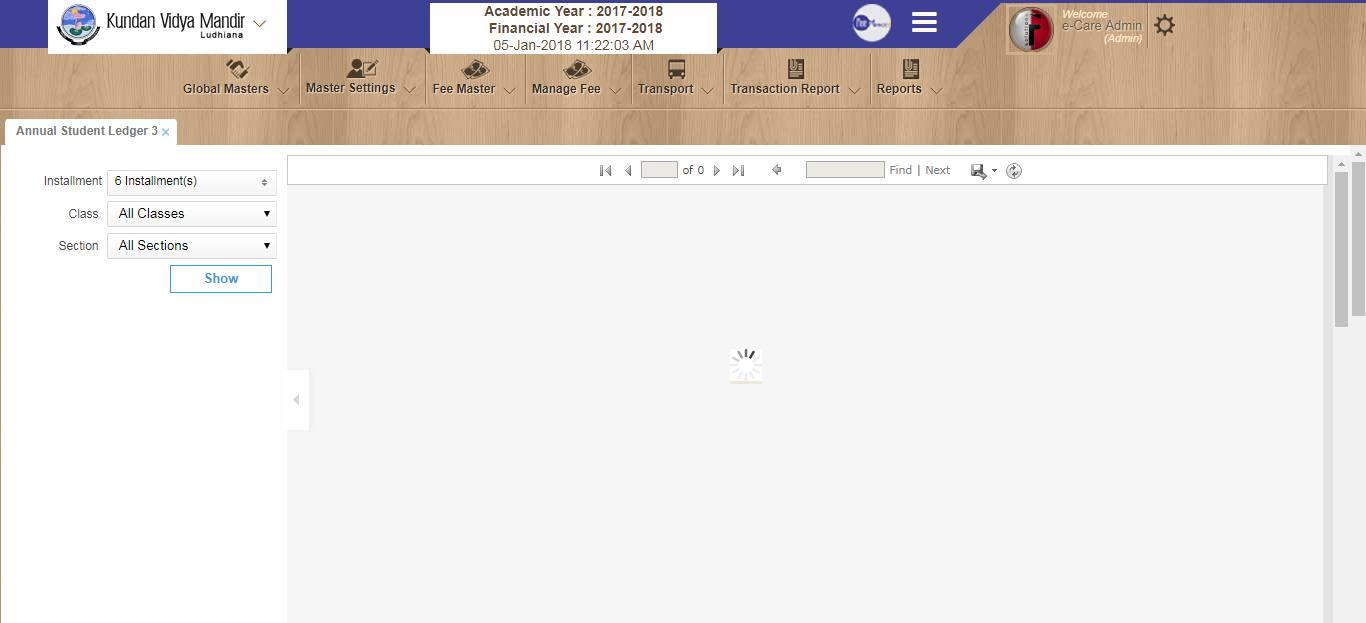 Kundan Vidya Mandir
Ludhiana
Academic Year : 2017-2018
Financial Year : 2017-2018
05-Jan-2018 11:22:03 AM
Welcome
e-Care Admin
(Admin)
Global Masters
Master Settings
Fee Master
Manage Fee
Transport
Transaction Report
Reports
Annual Student Ledger 3 ×
of 0
Find | Next
Installment 6 Installment(s)
Class All Classes
Section All Sections
Show